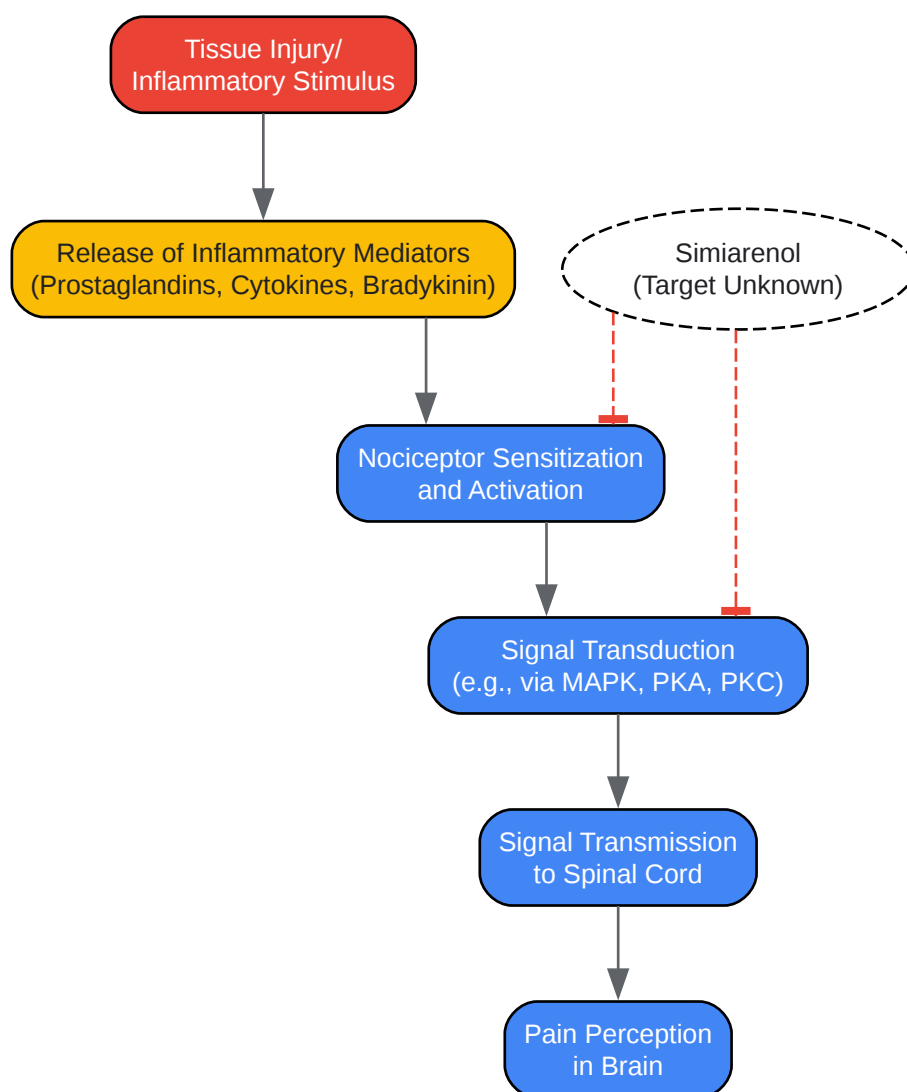 Tissue Injury/
Inflammatory Stimulus
Release of Inflammatory Mediators
(Prostaglandins, Cytokines, Bradykinin)
Simiarenol
(Target Unknown)
Nociceptor Sensitization
and Activation
Signal Transduction
(e.g., via MAPK, PKA, PKC)
Signal Transmission
to Spinal Cord
Pain Perception
in Brain